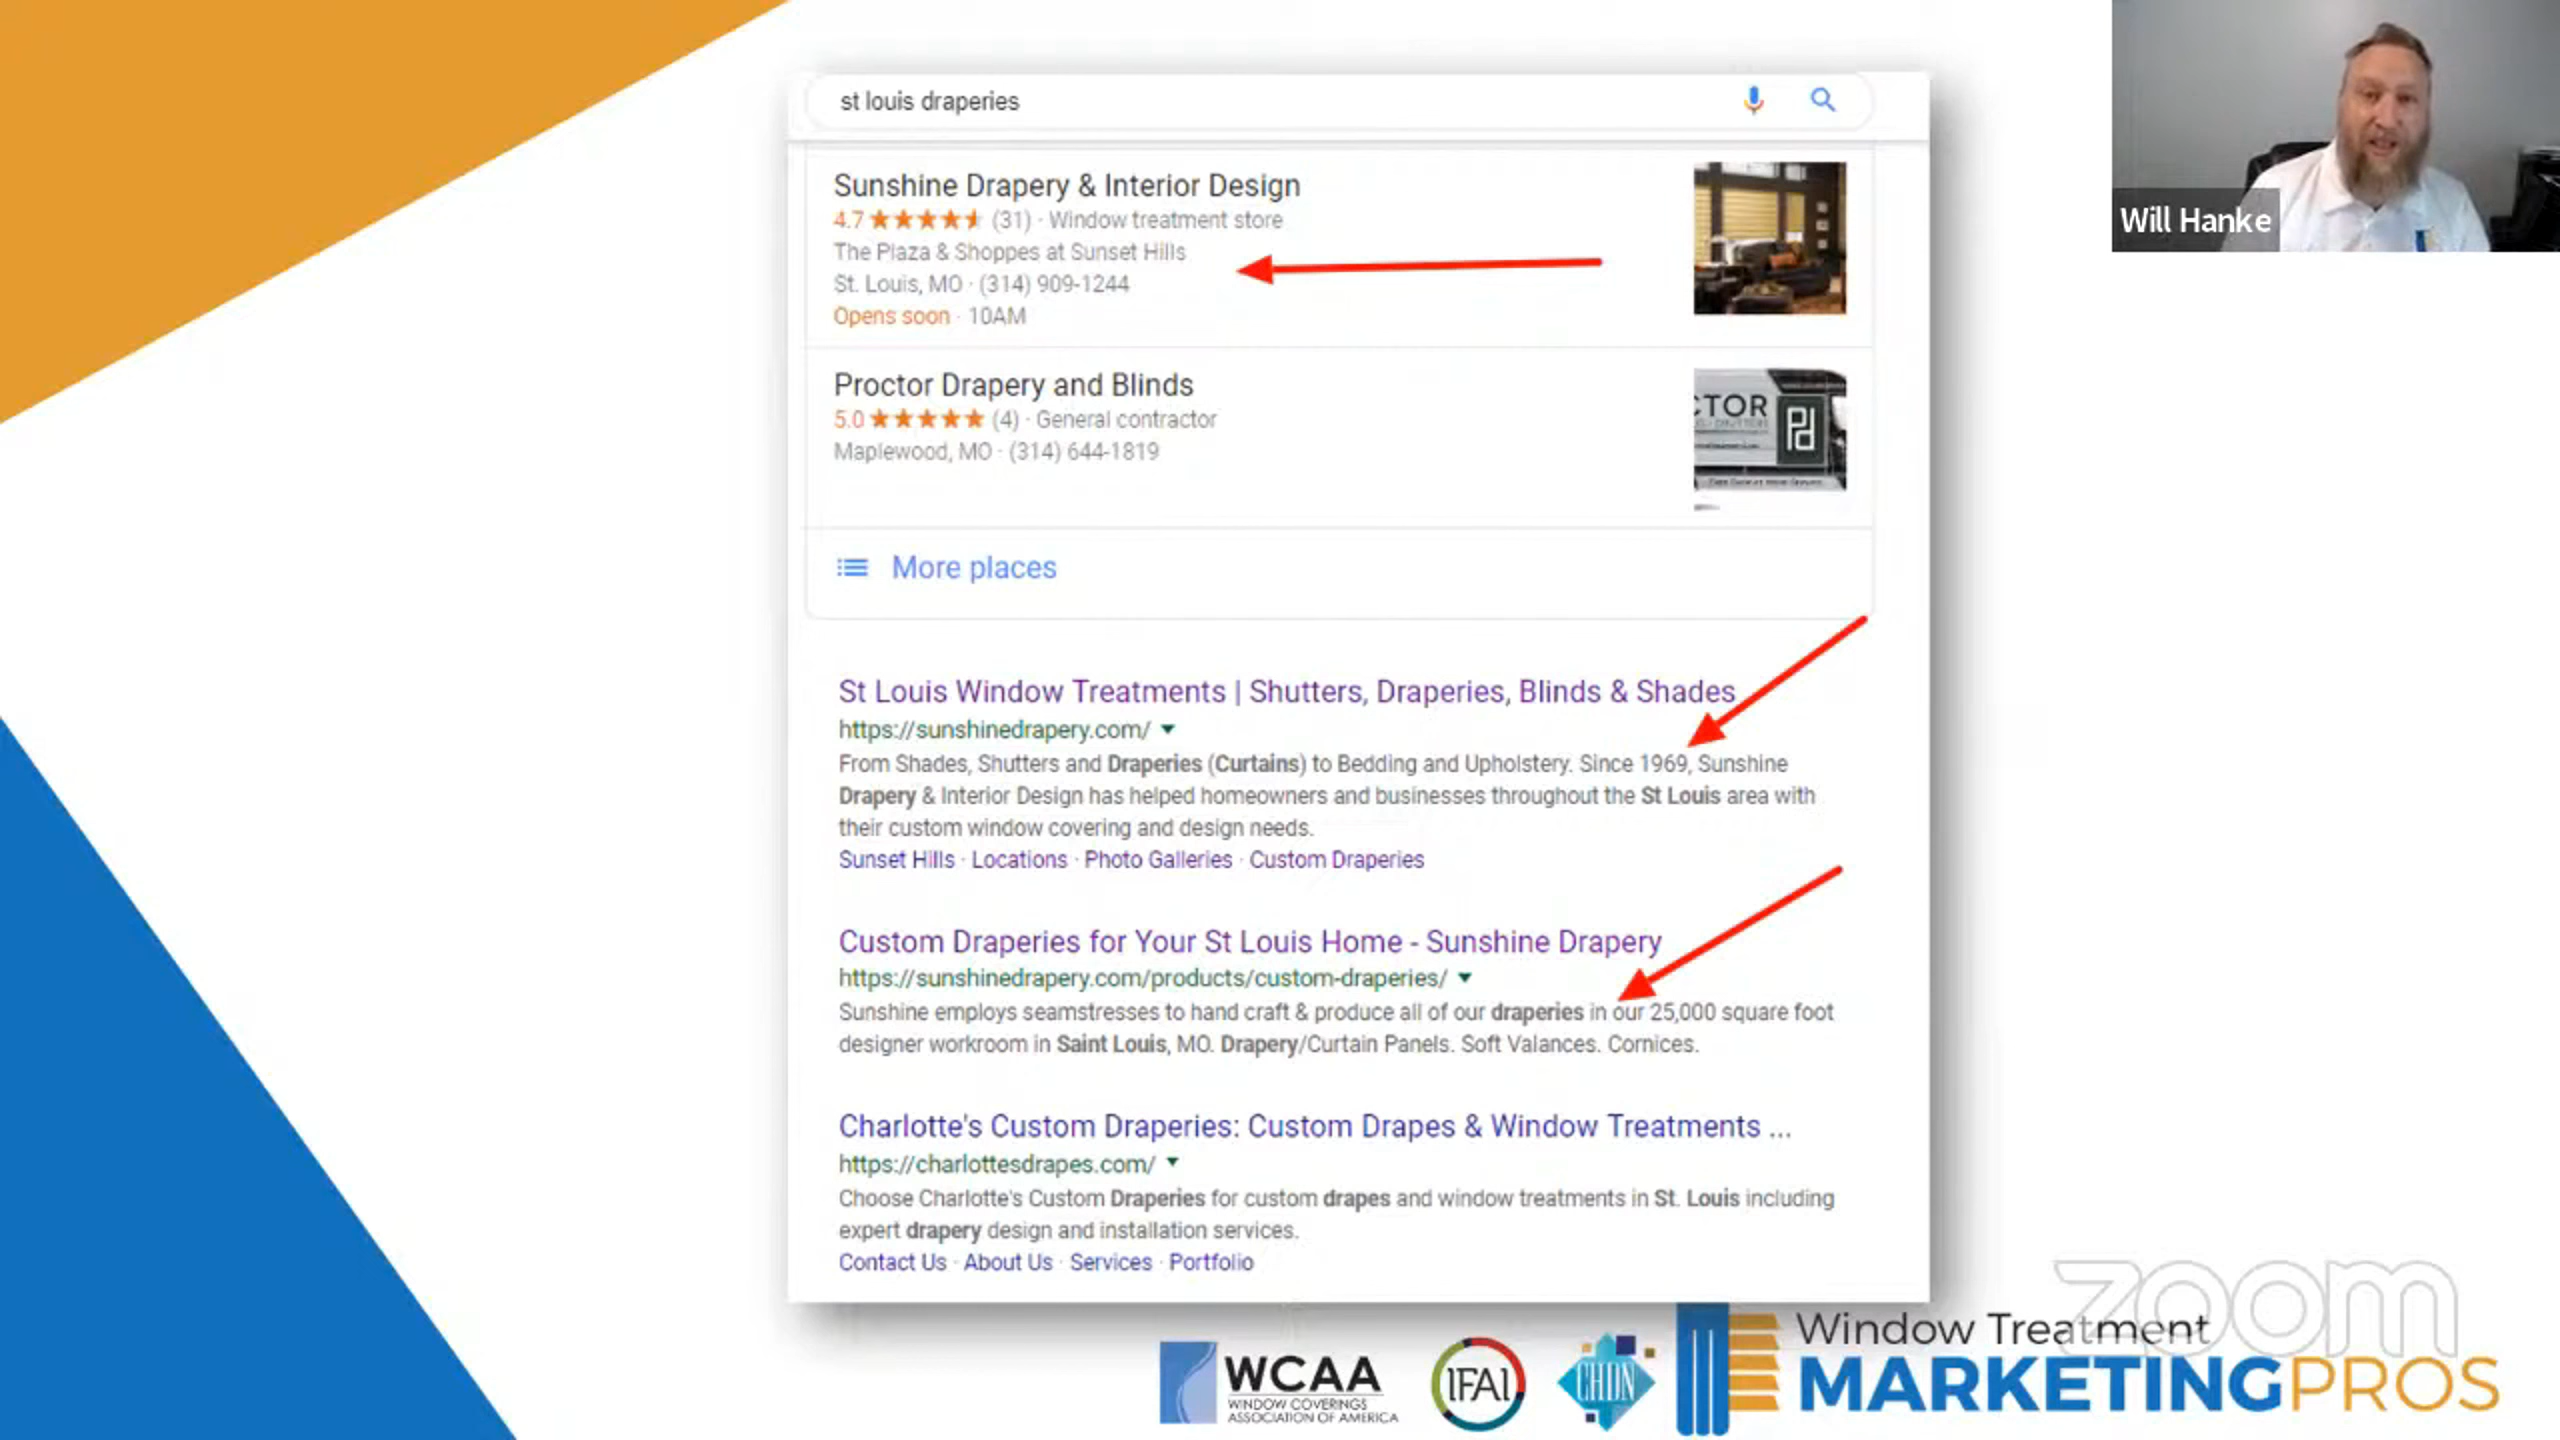 st louis draperies
Will Hanke
Sunshine Drapery & Interior Design
4.7 (31) · Window treatment store
The Plaza & Shoppes at Sunset Hills
St. Louis, MO · (314) 909-1244
Opens soon · 10AM
Proctor Drapery and Blinds
5.0 (4) · General contractor
Maplewood, MO · (314) 644-1819
CTOR
Pd
More places
St Louis Window Treatments | Shutters, Draperies, Blinds & Shades
https://sunshinedrapery.com/
From Shades, Shutters and Draperies (Curtains) to Bedding and Upholstery. Since 1969, Sunshine
Drapery & Interior Design has helped homeowners and businesses throughout the St Louis area with
their custom window covering and design needs.
Sunset Hills · Locations · Photo Galleries · Custom Draperies
Custom Draperies for Your St Louis Home - Sunshine Drapery
https://sunshinedrapery.com/products/custom-draperies/
Sunshine employs seamstresses to hand craft & produce all of our draperies in our 25,000 square foot
designer workroom in Saint Louis, MO. Drapery/Curtain Panels. Soft Valances. Cornices.
Charlotte's Custom Draperies: Custom Drapes & Window Treatments ...
https://charlottesdrapes.com/
Choose Charlotte's Custom Draperies for custom drapes and window treatments in St. Louis including
expert drapery design and installation services.
Contact Us · About Us · Services · Portfolio
zoom
WCAA
WINDOW COVERINGS
ASSOCIATION OF AMERICA
IFAI
CHDN
Window Treatment
MARKETINGPROS